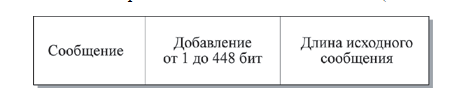 Сообщение
Добавление
от 1 до 448 бит
Длина исходного
сообщения